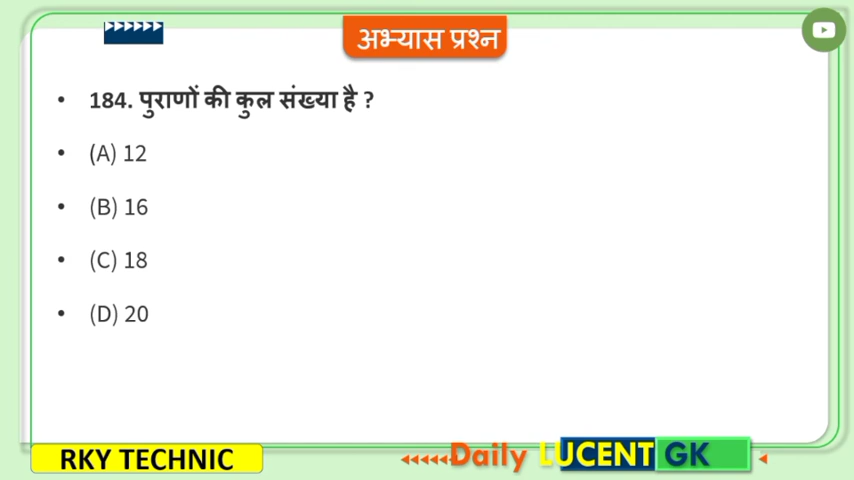 अभ्यास प्रश्न
• 184. पुराणों की कुल संख्या है ?
• (A) 12
• (B) 16
• (C) 18
• (D) 20
RKY TECHNIC
Daily LUCENT GK